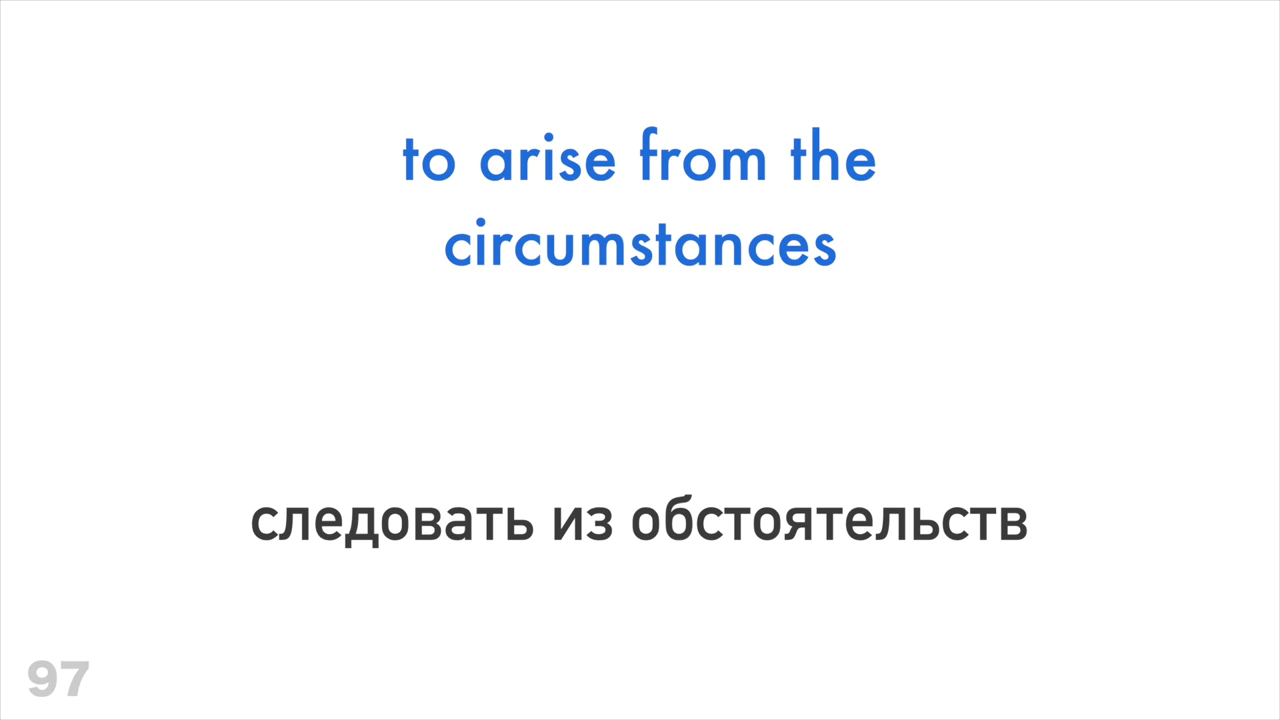 to arise from the
circumstances
следовать из обстоятельств
97